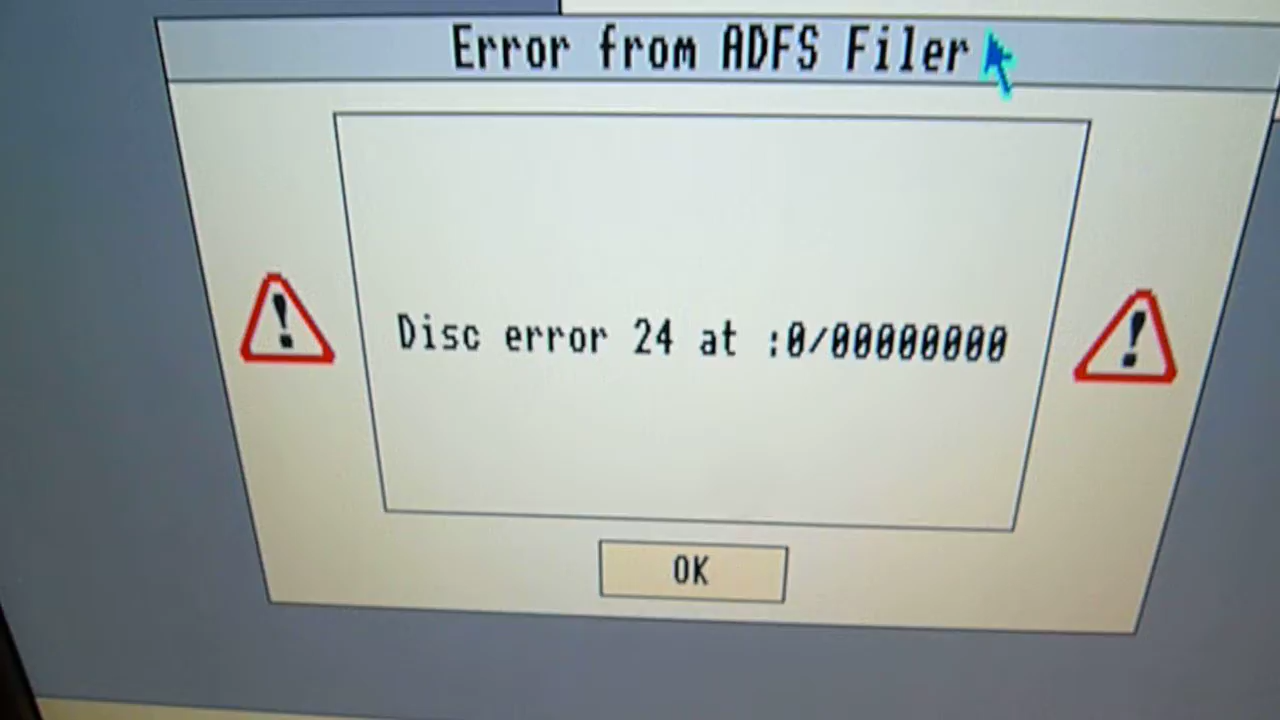 Error from ADFS Filer
!
Disc error 24 at :0/00000000
!
OK